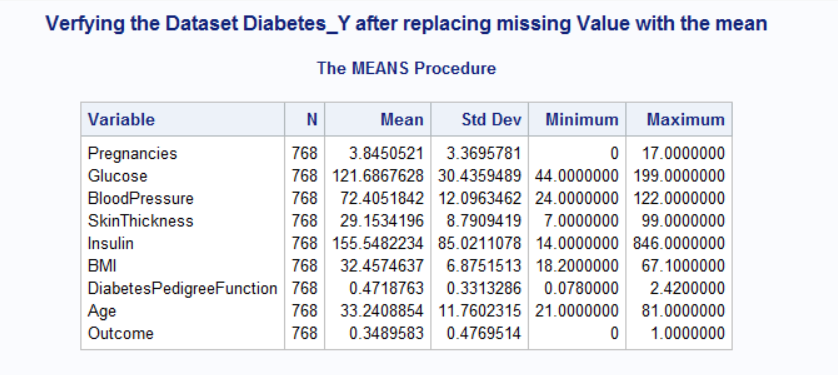 Verfying the Dataset Diabetes_Y after replacing missing Value with the mean
The MEANS Procedure
Variable N Mean Std Dev Minimum Maximum
Pregnancies 768 3.8450521 3.3695781 0 17.0000000
Glucose 768 121.6867628 30.4359489 44.0000000 199.0000000
BloodPressure 768 72.4051842 12.0963462 24.0000000 122.0000000
SkinThickness 768 29.1534196 8.7909419 7.0000000 99.0000000
Insulin 768 155.5482234 85.0211078 14.0000000 846.0000000
BMI 768 32.4574637 6.8751513 18.2000000 67.1000000
DiabetesPedigreeFunction 768 0.4718763 0.3313286 0.0780000 2.4200000
Age 768 33.2408854 11.7602315 21.0000000 81.0000000
Outcome 768 0.3489583 0.4769514 0 1.0000000